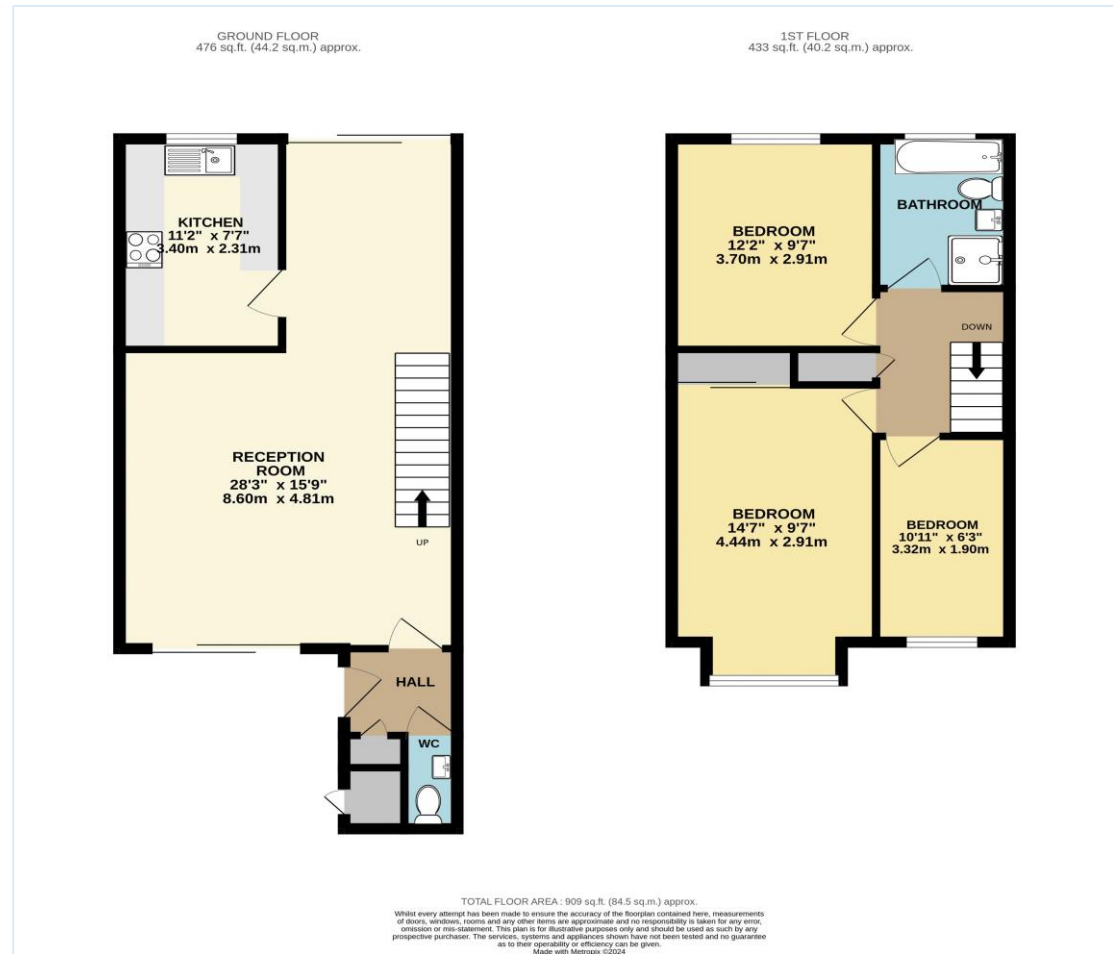 GROUND FLOOR
476 sq.ft. (44.2 sq.m.) approx.
KITCHEN
11'2" x 7'7"
3.40m x 2.31m
RECEPTION
ROOM
28'3" x 15'9"
8.60m x 4.81m
UP
HALL
WC
1ST FLOOR
433 sq.ft. (40.2 sq.m.) approx.
BATHROOM
BEDROOM
12'2" x 9'7"
3.70m x 2.91m
DOWN
BEDROOM
14'7" x 9'7"
4.44m x 2.91m
BEDROOM
10'11" x 6'3"
3.32m x 1.90m
TOTAL FLOOR AREA : 909 sq.ft. (84.5 sq.m.) approx.
Whilst every attempt has been made to ensure the accuracy of the floorplan contained here, measurements
of doors, windows, rooms and any other items are approximate and no responsibility is taken for any error,
omission or mis-statement. This plan is for illustrative purposes only and should be used as such by any
prospective purchaser. The services, systems and appliances shown have not been tested and no guarantee
as to their operability or efficiency can be given.
Made with Metropix ©2024